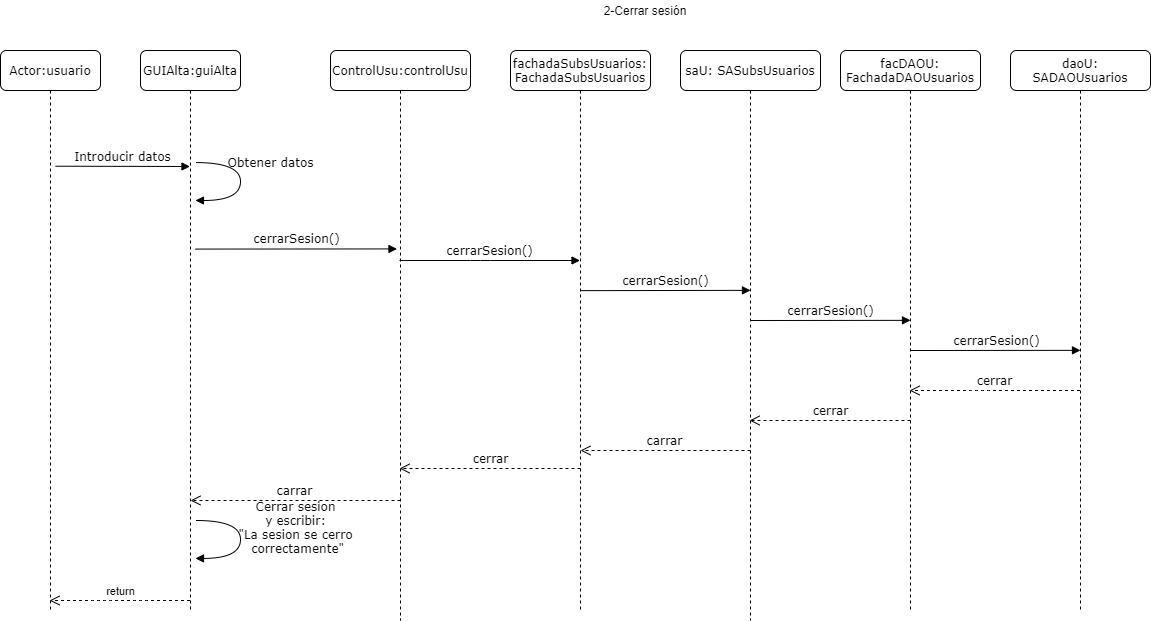 2-Cerrar sesión
Actor:usuario
GUIAlta:guiAlta
ControlUsu:controlUsu
fachadaSubsUsuarios:
FachadaSubsUsuarios
saU: SASubsUsuarios
facDAOU:
FachadaDAOUsuarios
daoU:
SADAOUsuarios
Introducir datos
Obtener datos
cerrarSesion()
cerrarSesion()
cerrarSesion()
cerrarSesion()
cerrarSesion()
cerrar
cerrar
carrar
cerrar
carrar
Cerrar sesion
y escribir:
"La sesion se cerro
correctamente"
return